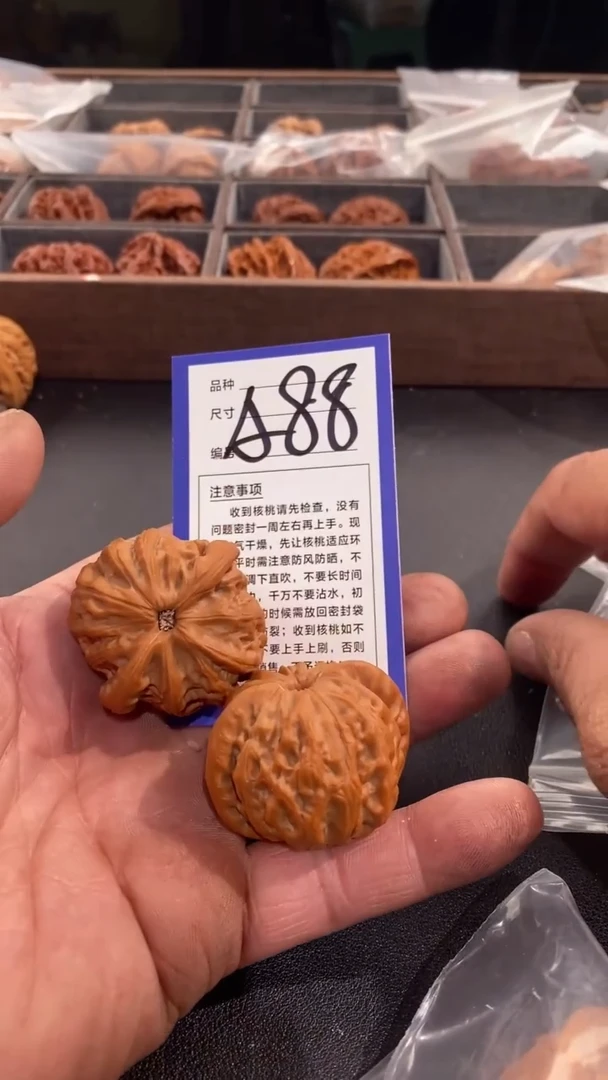 品种
尺寸
编号
A88
注意事项
收到核桃请先检查，没有
问题密封一周左右再上手。现
气干燥，先让核桃适应环
平时需注意防风防晒，不
调下直吹，不要长时间
，千万不要沾水，初
的时候需放回密封袋
裂；收到核桃如不
要上手上刷，否则